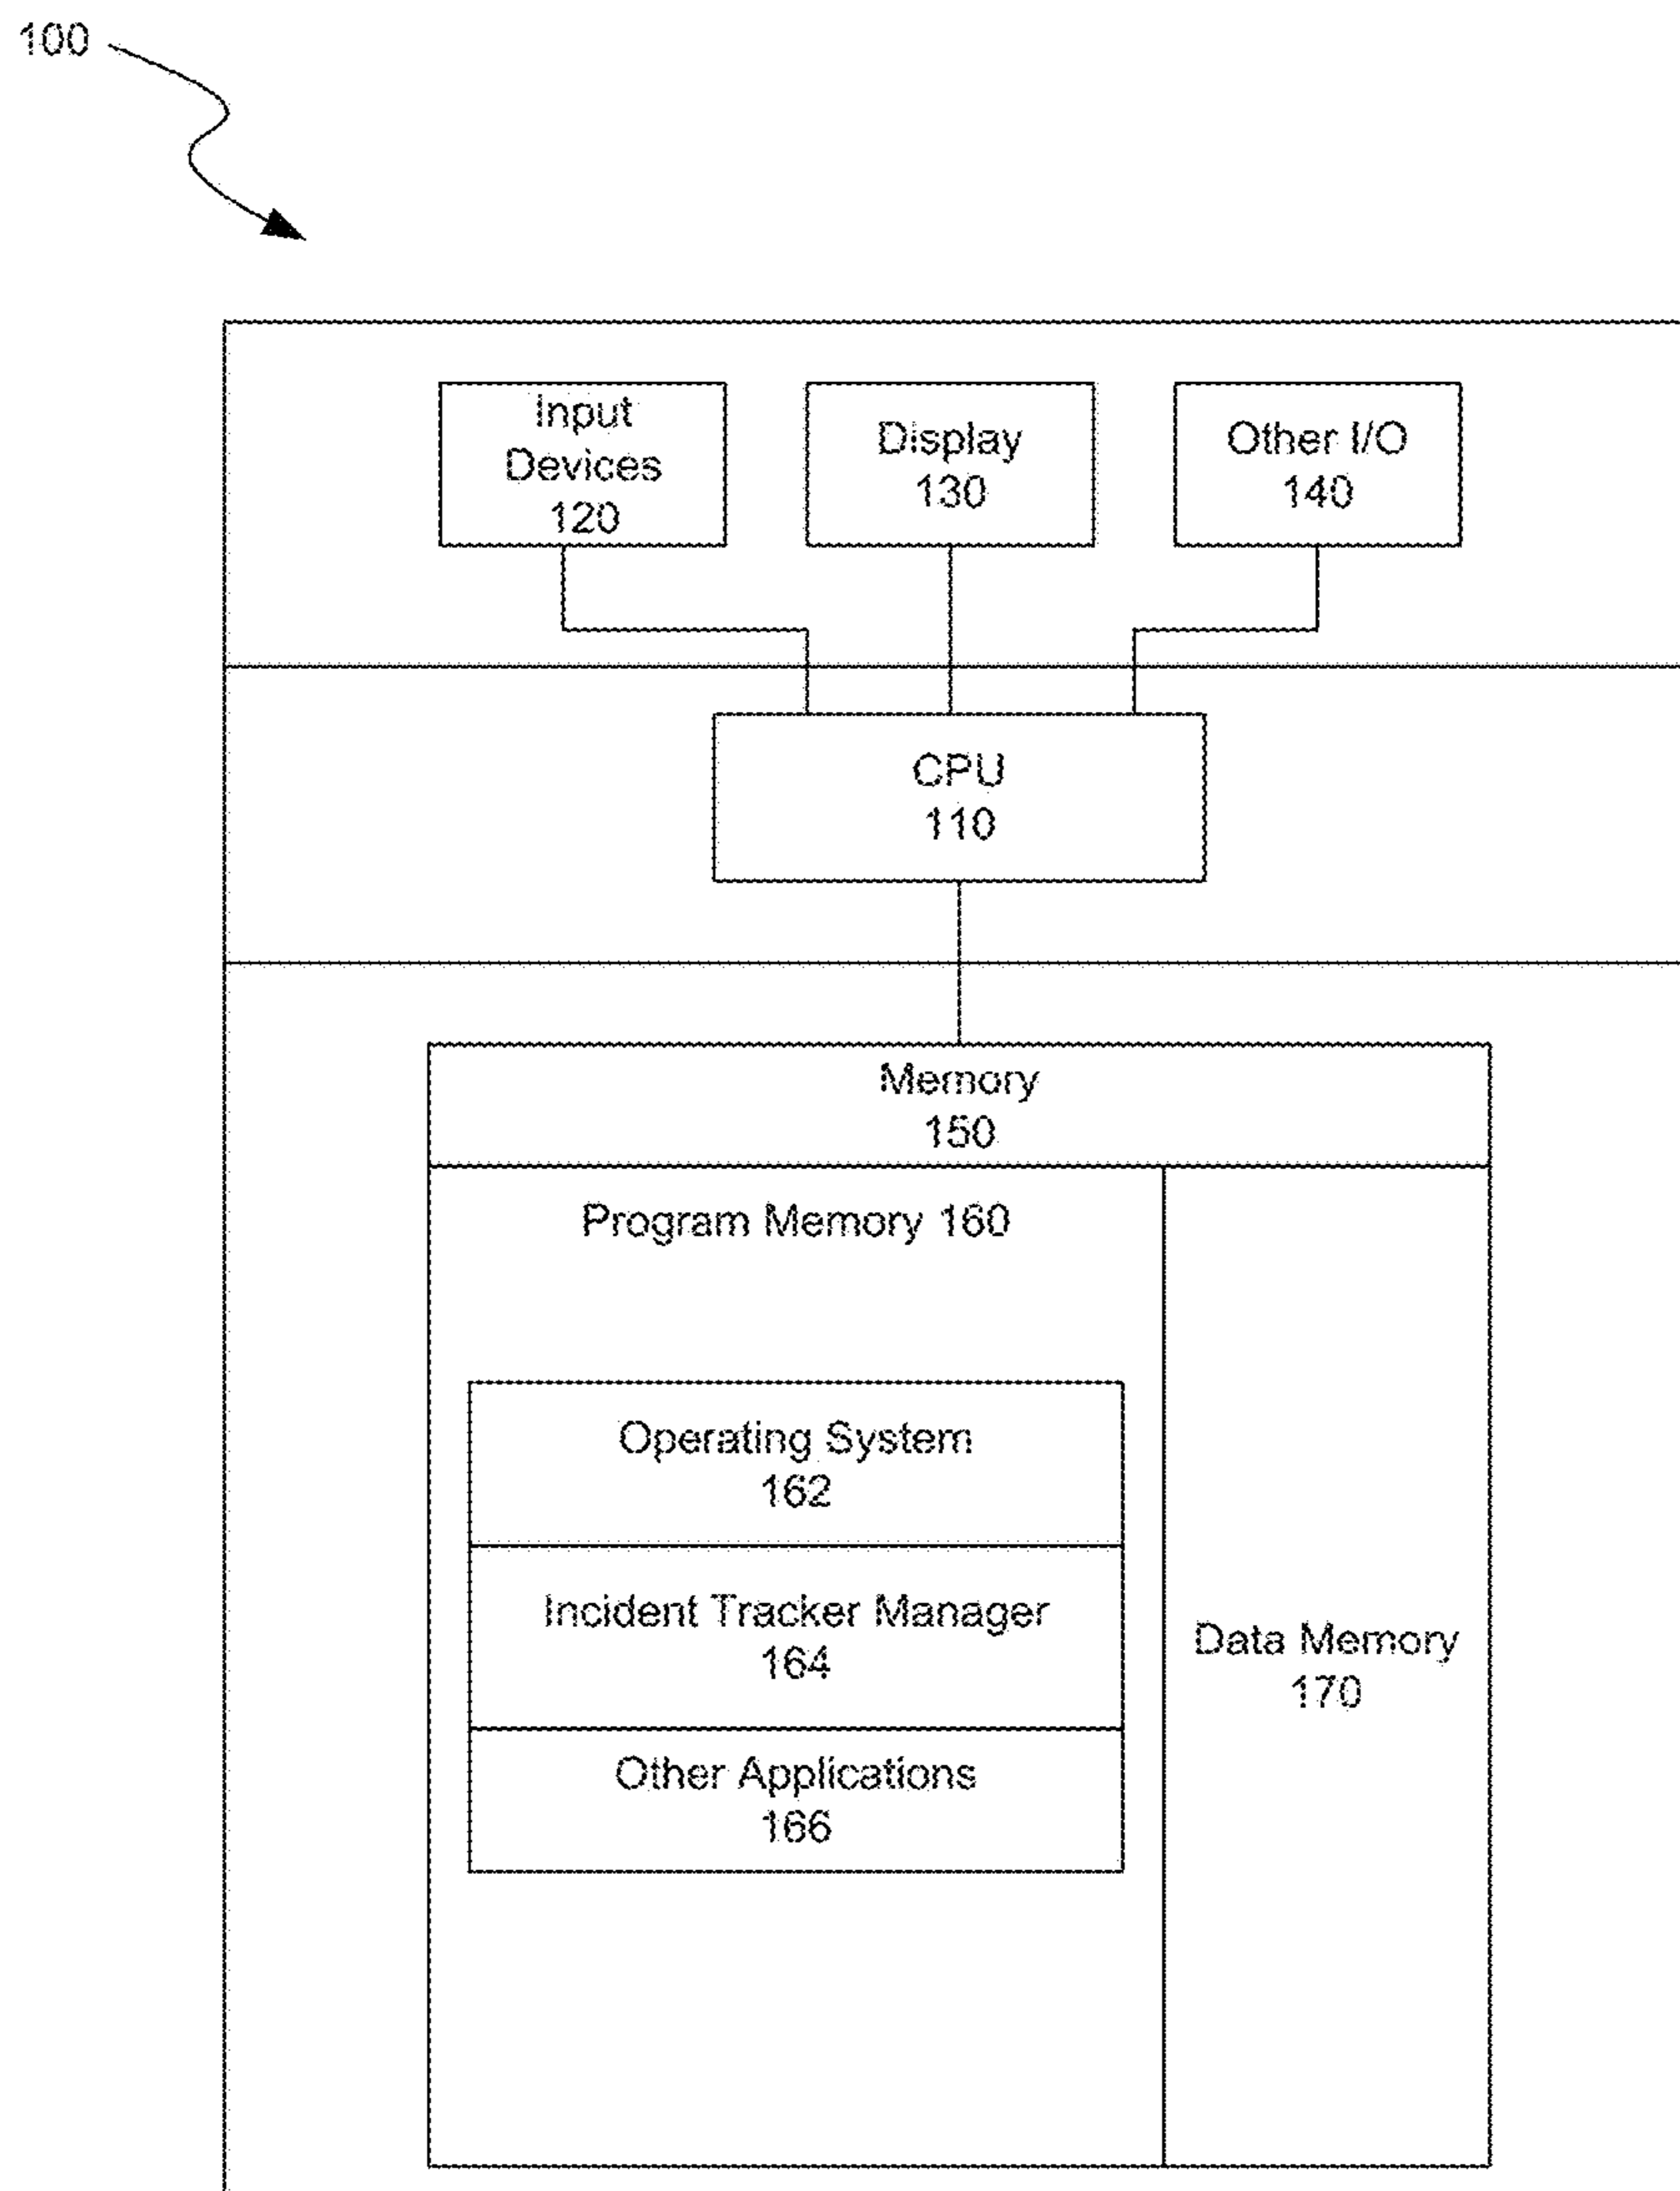 100
Input
Devices
120
Display
130
Other I/O
140
CPU
110
Memory
150
Program Memory 160
Operating System
162
Incident Tracker Manager
164
Other Applications
166
Data Memory
170